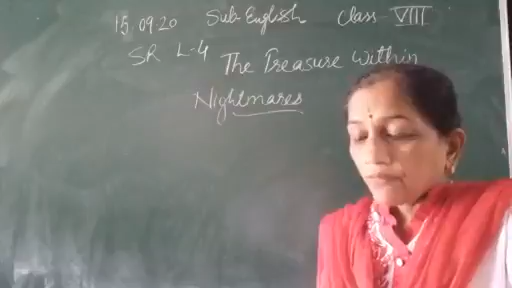 15.09.20 Sub-English Class-VIII
SR L-4 The Treasure within
Nightmares